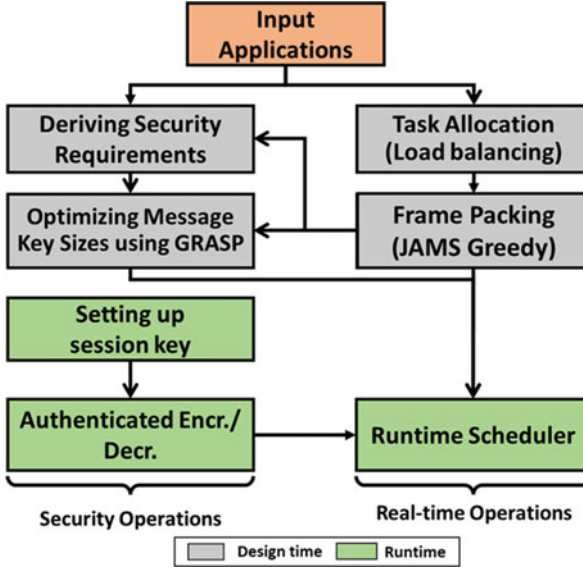 Input
Applications
Deriving Security
Requirements
Task Allocation
(Load balancing)
Optimizing Message
Key Sizes using GRASP
Frame Packing
(JAMS Greedy)
Setting up
session key
Authenticated Encr./
Decr.
Runtime Scheduler
Security Operations
Real-time Operations
Design time
Runtime